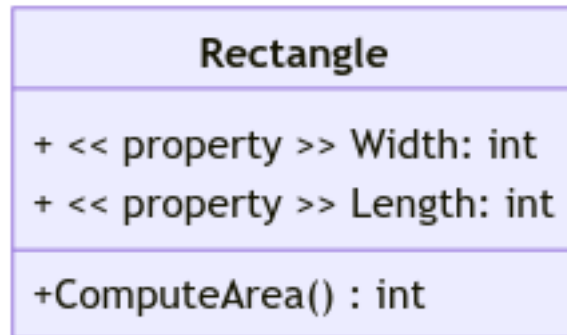 Rectangle
+ << property >> Width: int
+ << property >> Length: int
+ComputeArea() : int